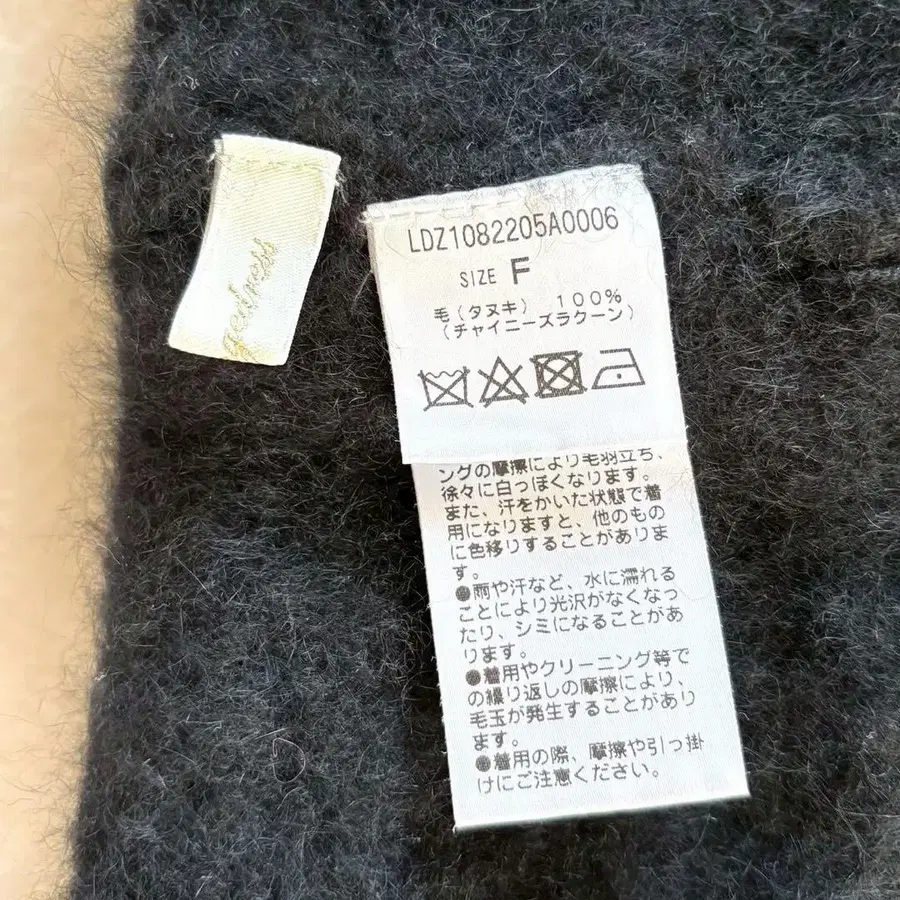 LDZ1082205A0006
SIZE F
毛（タヌキ） 100％
（チャイニーズラクーン）
ングの摩擦により毛羽立ち、
徐々に白っぽくなります。
また、汗をかいた状態で着
用になりますと、他のもの
に色移りすることがありま
す。
●雨や汗など、水に濡れる
ことにより光沢がなくなっ
たり、シミになることがあ
ります。
●着用やクリーニング等で
の繰り返しの摩擦により、
毛玉が発生することがあり
ます。
●着用の際、摩擦や引っ掛
けにご注意ください。